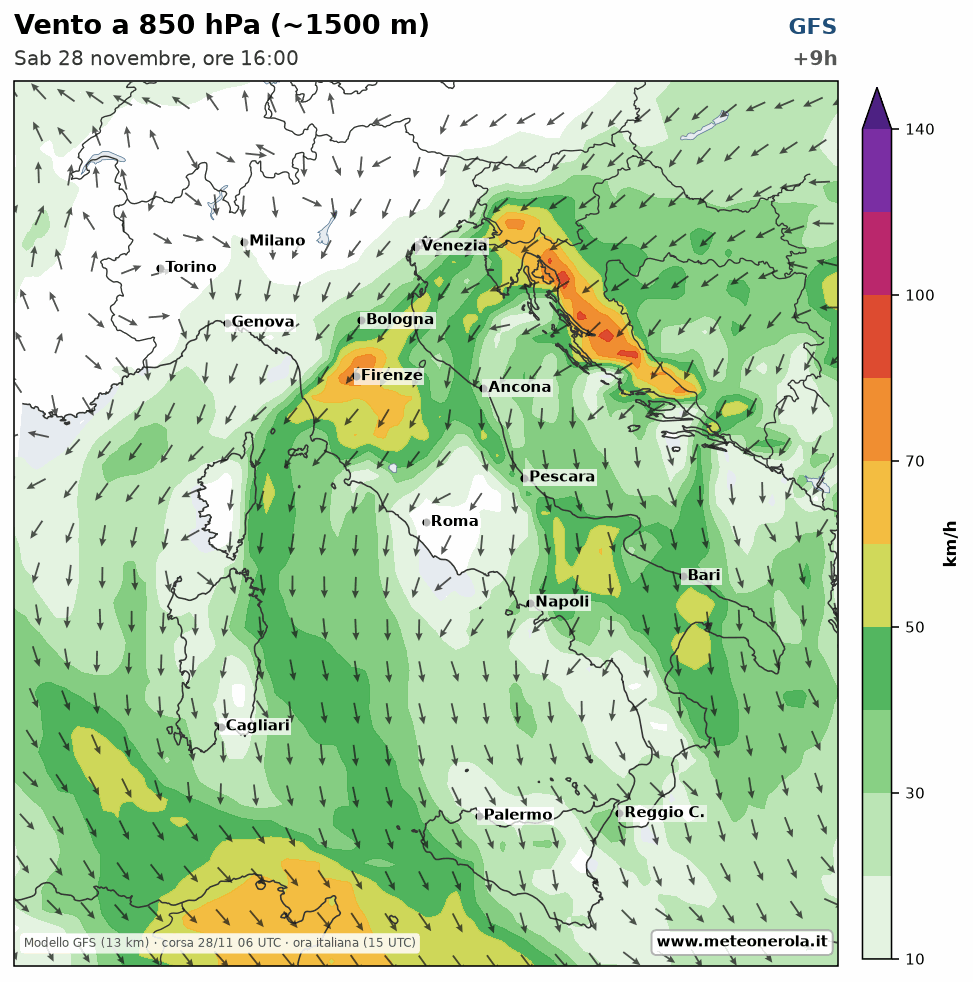 Vento a 850 hPa (~1500 m)
GFS
Sab 28 novembre, ore 16:00
+9h
140
Venezia
Milano
Torino
100
Genova
Bologna
Firenze
Ancona
70
Pescara
Roma
km/h
Bari
Napoli
50
Cagliari
30
Palermo
Reggio C.
Modello GFS (13 km) · corsa 28/11 06 UTC · ora italiana (15 UTC)
www.meteonerola.it
10